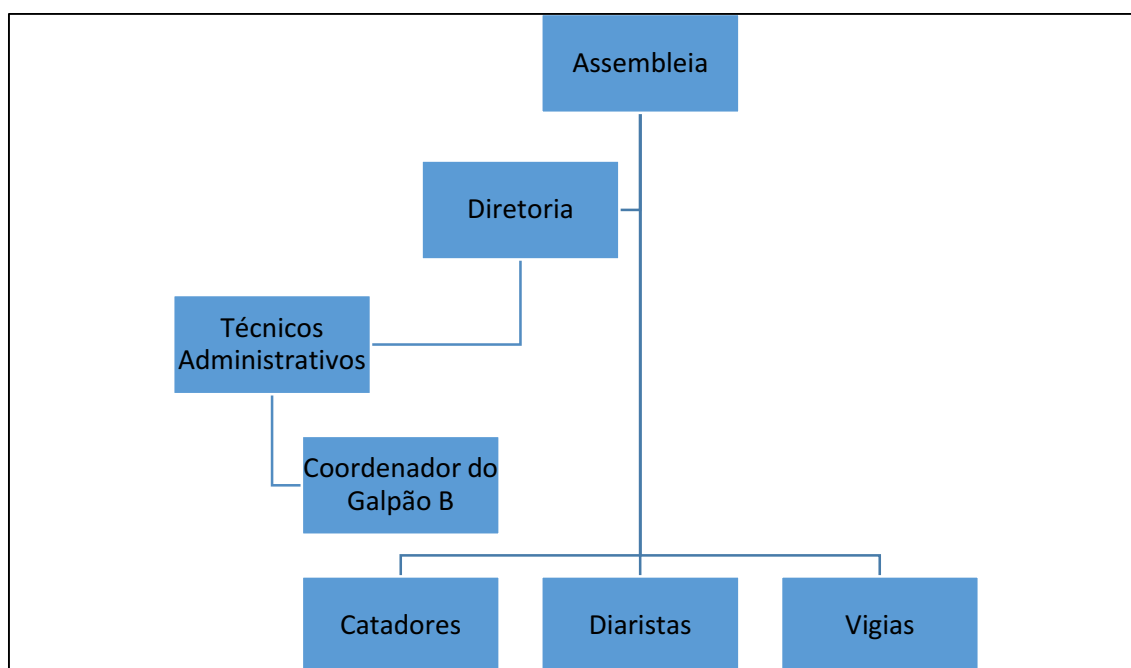 Assembleia
Diretoria
Técnicos
Administrativos
Coordenador do
Galpão B
Catadores
Diaristas
Vigias